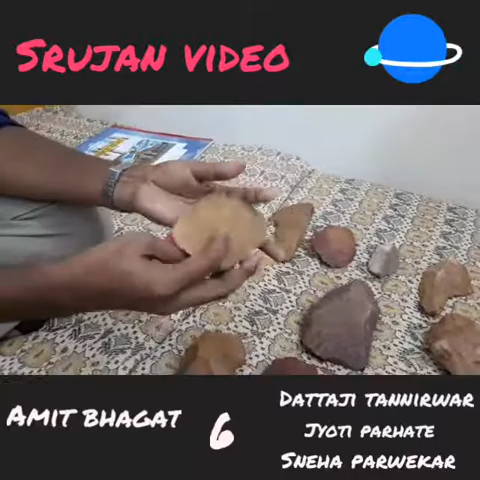 SRUJAN VIDEO
AMIT BHAGAT
6
DATTAJI TANNIRWAR
JYOTI PARHATE
SNEHA PARWEKAR